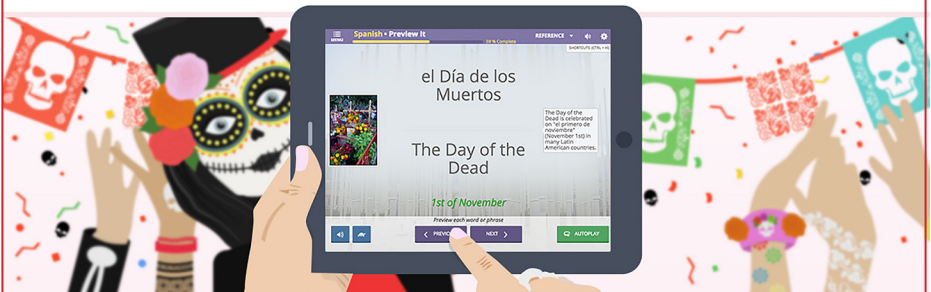 Spanish • Preview It
REFERENCE
MENU
% Complete
SHORTCUTS (CTRL + H)
el Día de los
Muertos
The Day of the
Dead is celebrated
on "el primero de
noviembre"
(November 1st) in
many Latin
American countries.
The Day of the
Dead
1st of November
Preview each word or phrase
NEXT
AUTOPLAY